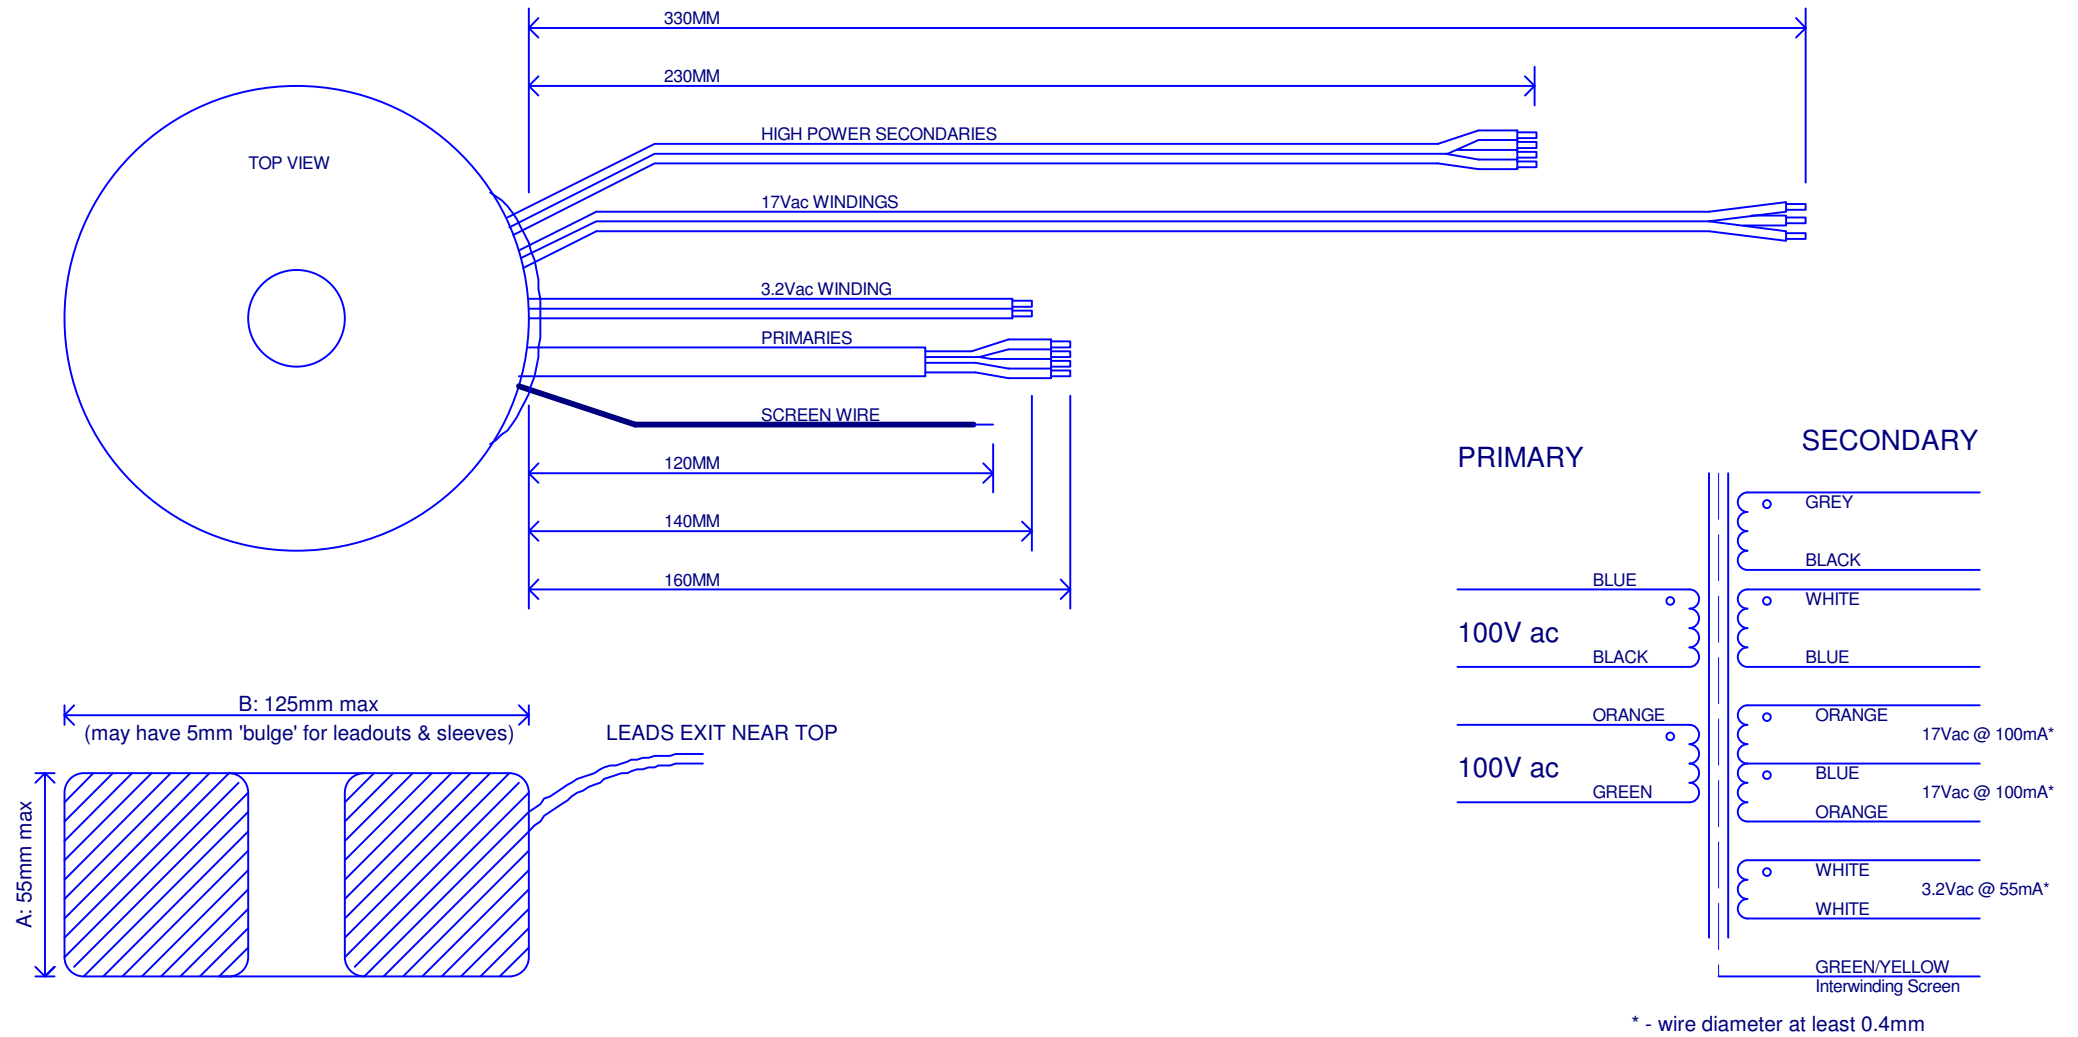 330MM
230MM
HIGH POWER SECONDARIES
TOP VIEW
17Vac WINDINGS
3.2Vac WINDING
PRIMARIES
SCREEN WIRE
120MM
140MM
160MM
B: 125mm max
(may have 5mm 'bulge' for leadouts & sleeves)
LEADS EXIT NEAR TOP
A: 55mm max
PRIMARY
SECONDARY
GREY
BLACK
BLUE
WHITE
100V ac
BLACK
BLUE
ORANGE
ORANGE
17Vac @ 100mA*
100V ac
BLUE
GREEN
17Vac @ 100mA*
ORANGE
WHITE
3.2Vac @ 55mA*
WHITE
GREEN/YELLOW
Interwinding Screen
* - wire diameter at least 0.4mm